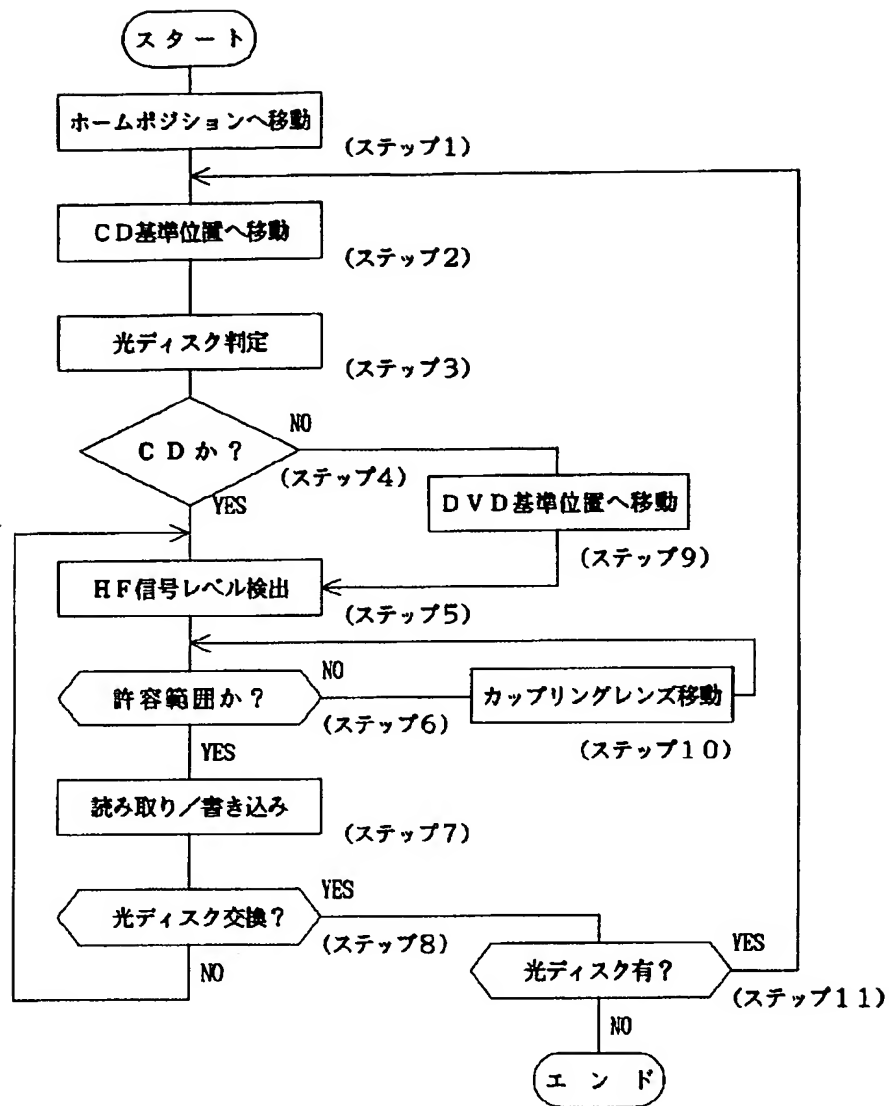 スタート
ホームポジションへ移動
(ステップ1)
CD基準位置へ移動
(ステップ2)
光ディスク判定
(ステップ3)
CDか?
NO
(ステップ4)
YES
DVD基準位置へ移動
(ステップ9)
HF信号レベル検出
(ステップ5)
許容範囲か?
NO
(ステップ6)
カップリングレンズ移動
(ステップ10)
YES
読み取り/書き込み
(ステップ7)
光ディスク交換?
YES
(ステップ8)
NO
光ディスク有?
YES
(ステップ11)
NO
エンド